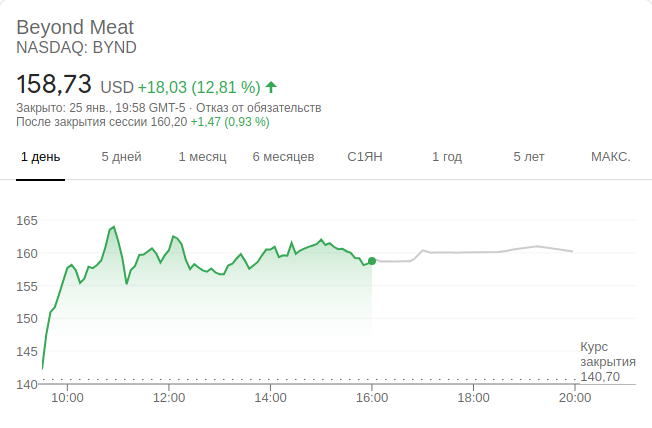 Beyond Meat
NASDAQ: BYND
158,73 USD +18,03 (12,81 %) ↑
Закрыто: 25 янв., 19:58 GMT-5 · Отказ от обязательств
После закрытия сессии 160,20 +1,47 (0,93 %)
1 день 5 дней 1 месяц 6 месяцев С1ЯН 1 год 5 лет МАКС.
165
160
155
150
145
140
Курс
закрытия
140,70
10:00 12:00 14:00 16:00 18:00 20:00